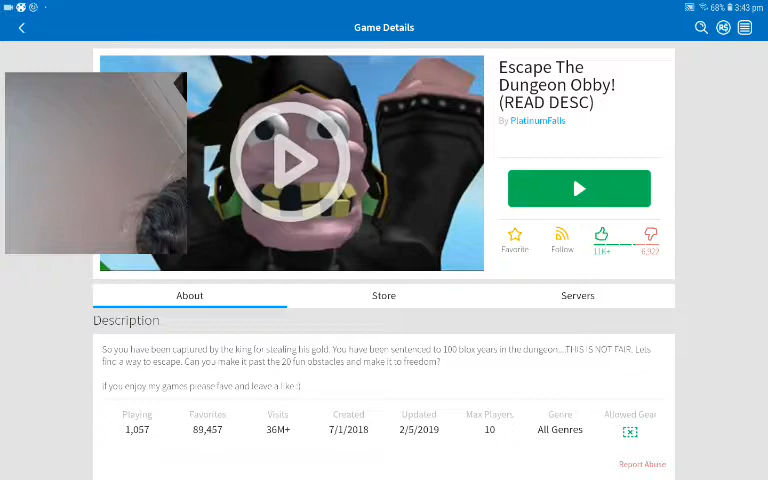 68% 3:43 pm
Game Details
R$
Escape The
Dungeon Obby!
(READ DESC)
By PlatinumFalls
Favorite Follow 11K+ 6,922
About Store Servers
Description
So you have been captured by the king for stealing his gold. You have been sentenced to 100 blox years in the dungeon....THIS IS NOT FAIR. Lets
find a way to escape. Can you make it past the 20 fun obstacles and make it to freedom?
If you enjoy my games please fave and leave a like :)
Playing Favorites Visits Created Updated Max Players Genre Allowed Gear
1,057 89,457 36M+ 7/1/2018 2/5/2019 10 All Genres
Report Abuse